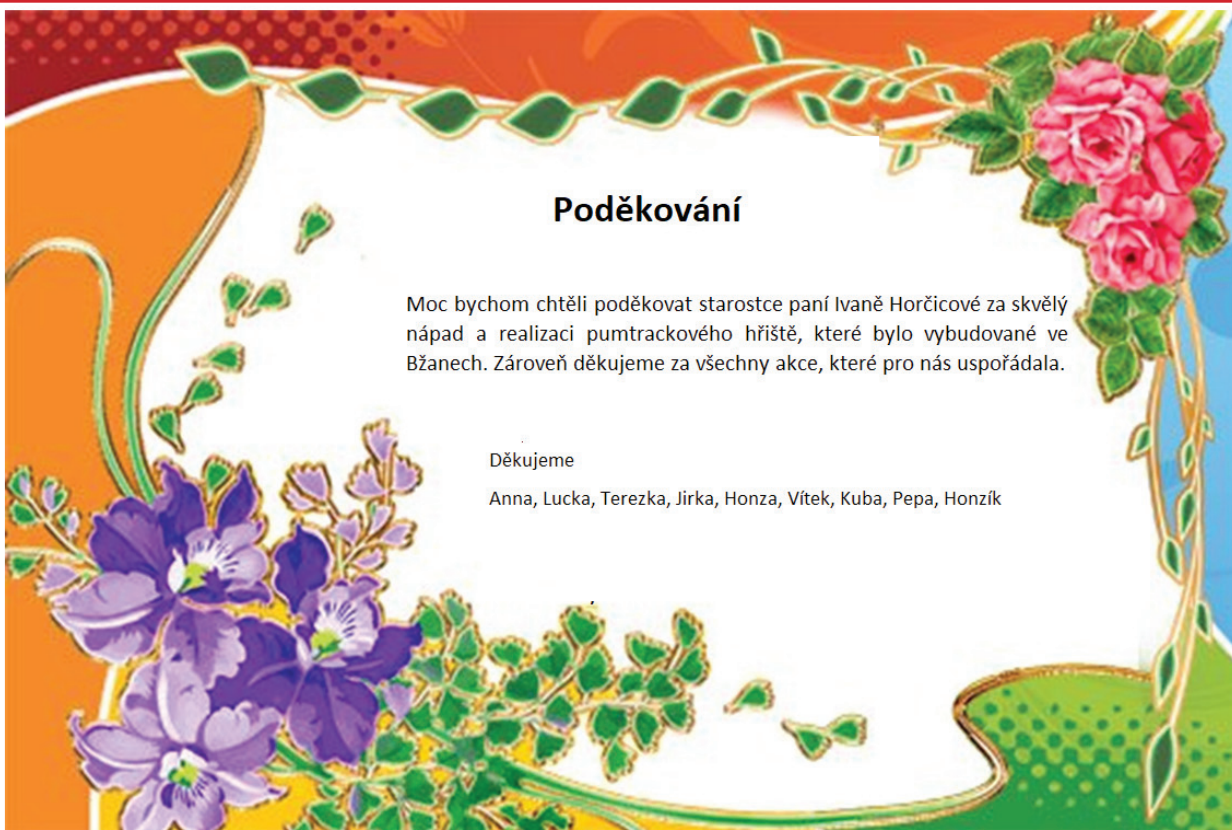 Poděkování
Moc bychom chtěli poděkovat starostce paní Ivaně Horčicové za skvělý
nápad a realizaci pumtrackového hřiště, které bylo vybudované ve
Bžanech. Zároveň děkujeme za všechny akce, které pro nás uspořádala.
Děkujeme
Anna, Lucka, Terezka, Jirka, Honza, Vítek, Kuba, Pepa, Honzík